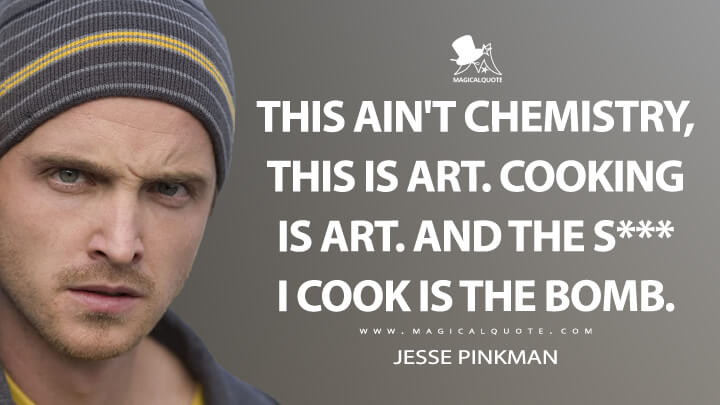 MAGICALQUOTE
THIS AIN'T CHEMISTRY,
THIS IS ART. COOKING
IS ART. AND THE S***
I COOK IS THE BOMB.
WWW.MAGICALQUOTE.COM
JESSE PINKMAN